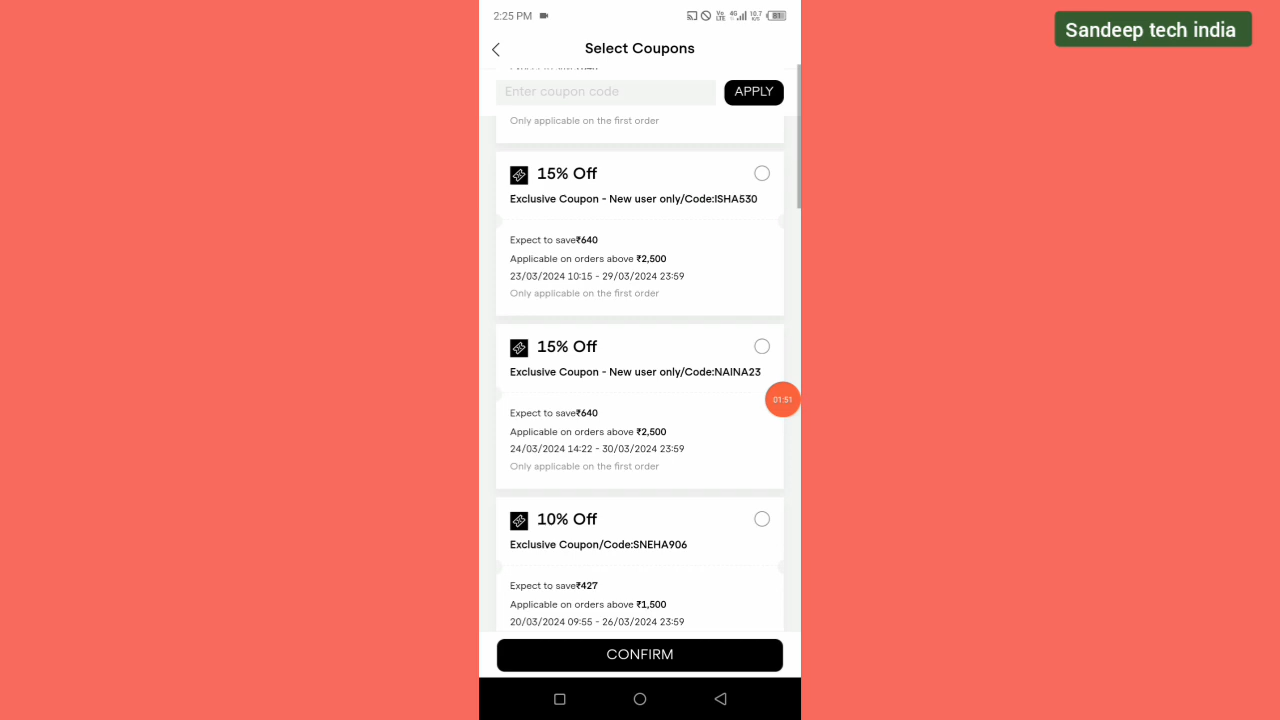 Sandeep tech india
2:25 PM
Vo LTE 4G 10.7 K/S 61
Select Coupons
Enter coupon code
APPLY
Only applicable on the first order
15% Off
Exclusive Coupon - New user only/Code:ISHA530
Expect to save₹640
Applicable on orders above ₹2,500
23/03/2024 10:15 - 29/03/2024 23:59
Only applicable on the first order
15% Off
Exclusive Coupon - New user only/Code:NAINA23
01:51
Expect to save₹640
Applicable on orders above ₹2,500
24/03/2024 14:22 - 30/03/2024 23:59
Only applicable on the first order
10% Off
Exclusive Coupon/Code:SNEHA906
Expect to save₹427
Applicable on orders above ₹1,500
20/03/2024 09:55 - 26/03/2024 23:59
CONFIRM